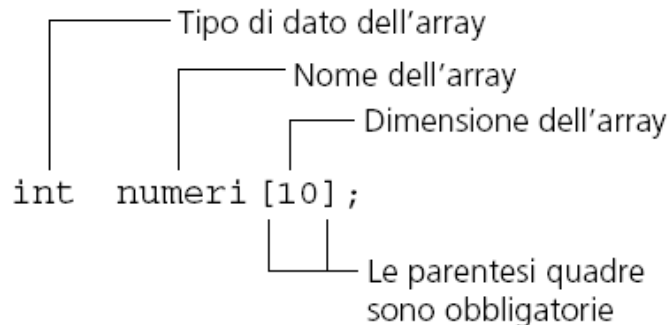 Tipo di dato dell'array
Nome dell'array
Dimensione dell'array
int numeri [10];
Le parentesi quadre
sono obbligatorie